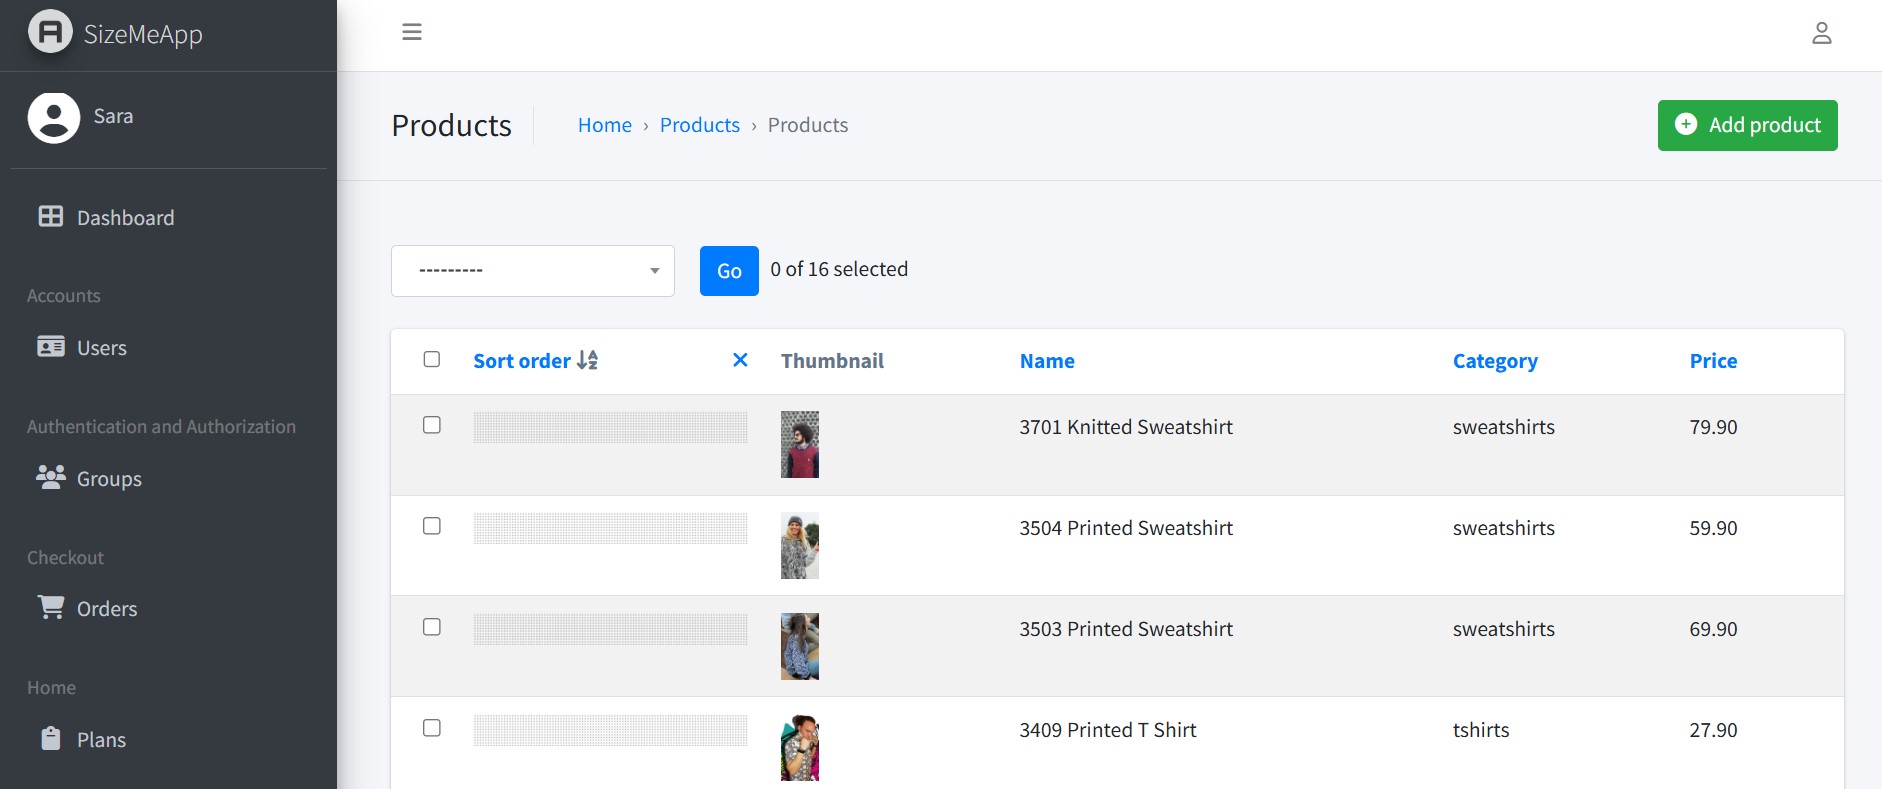 SizeMeApp
Sara
Dashboard
Accounts
Users
Authentication and Authorization
Groups
Checkout
Orders
Home
Plans
Products
Home › Products › Products
Add product
---------
Go
0 of 16 selected
Sort order Thumbnail Name Category Price
3701 Knitted Sweatshirt sweatshirts 79.90
3504 Printed Sweatshirt sweatshirts 59.90
3503 Printed Sweatshirt sweatshirts 69.90
3409 Printed T Shirt tshirts 27.90